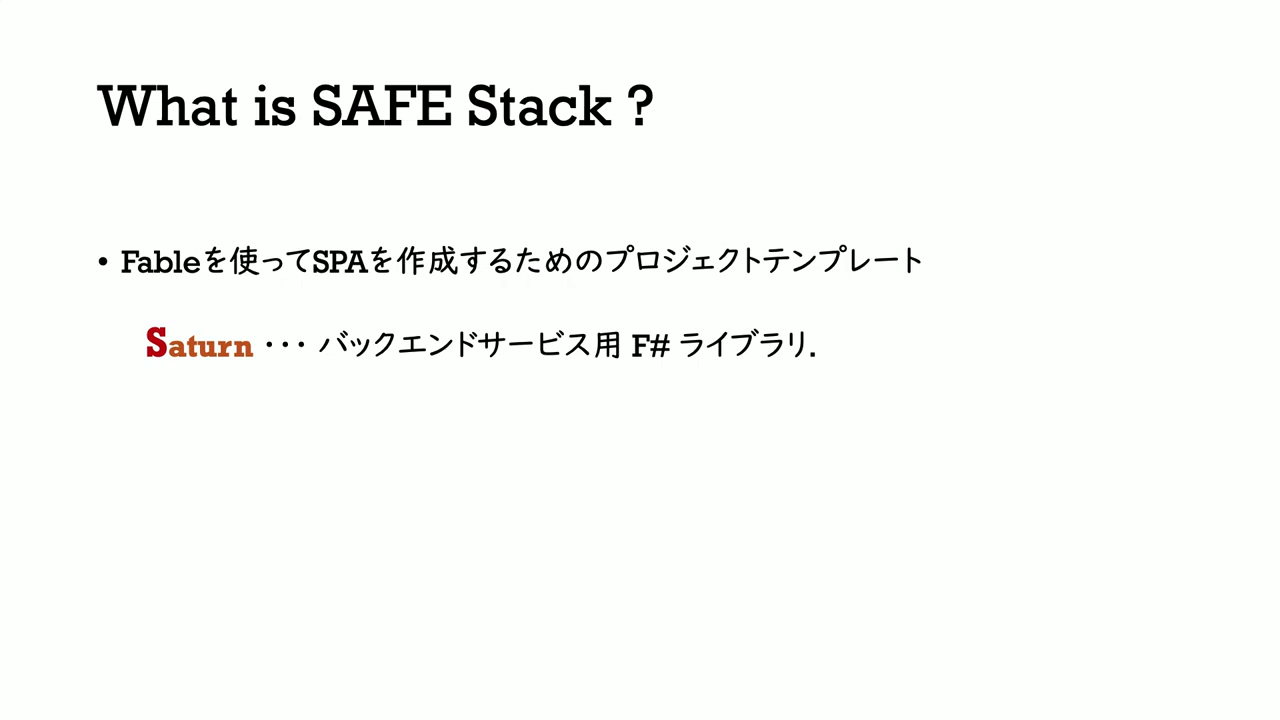 What is SAFE Stack ?
• Fableを使ってSPAを作成するためのプロジェクトテンプレート
Saturn ･･･ バックエンドサービス用 F# ライブラリ.